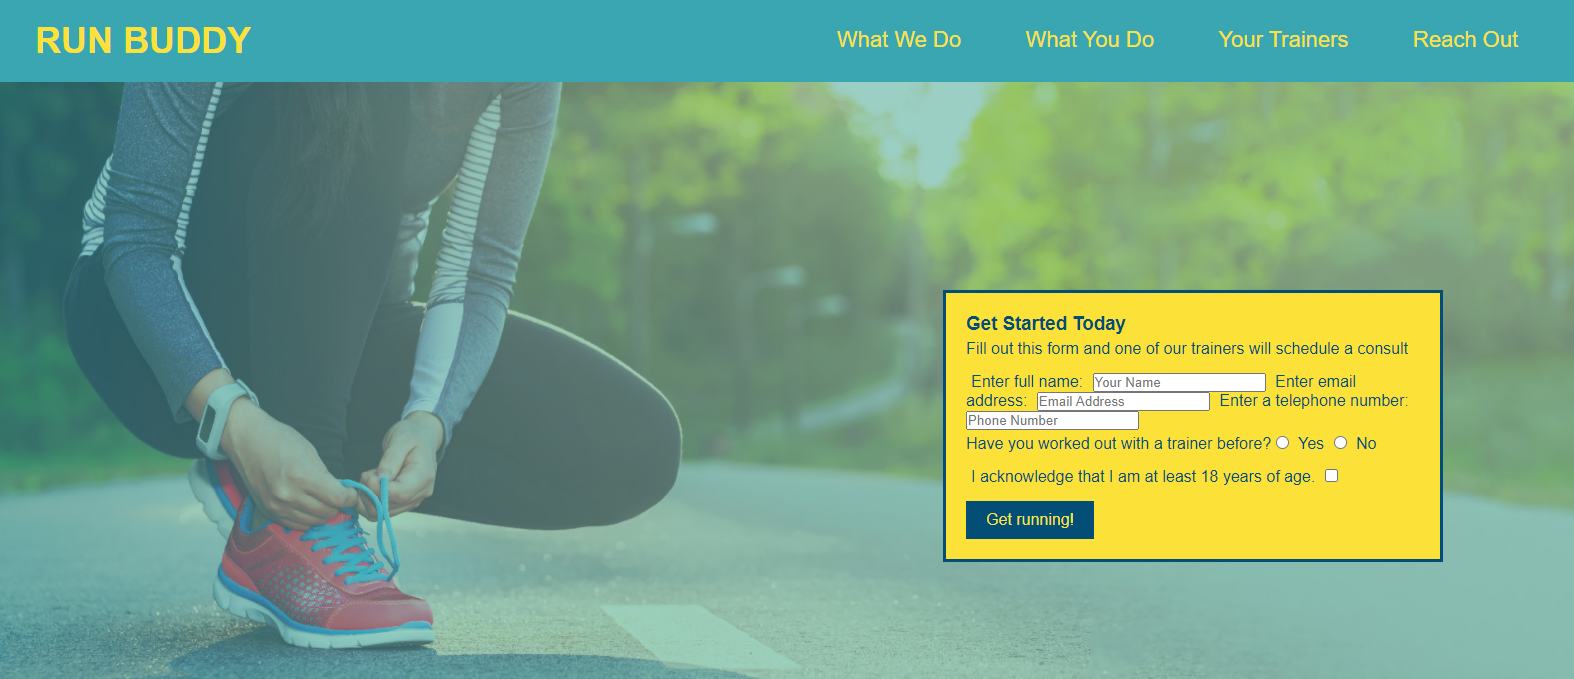 RUN BUDDY
What We Do What You Do Your Trainers Reach Out
Get Started Today
Fill out this form and one of our trainers will schedule a consult
Enter full name: Your Name Enter email
address: Email Address Enter a telephone number:
Phone Number
Have you worked out with a trainer before? Yes No
I acknowledge that I am at least 18 years of age.
Get running!